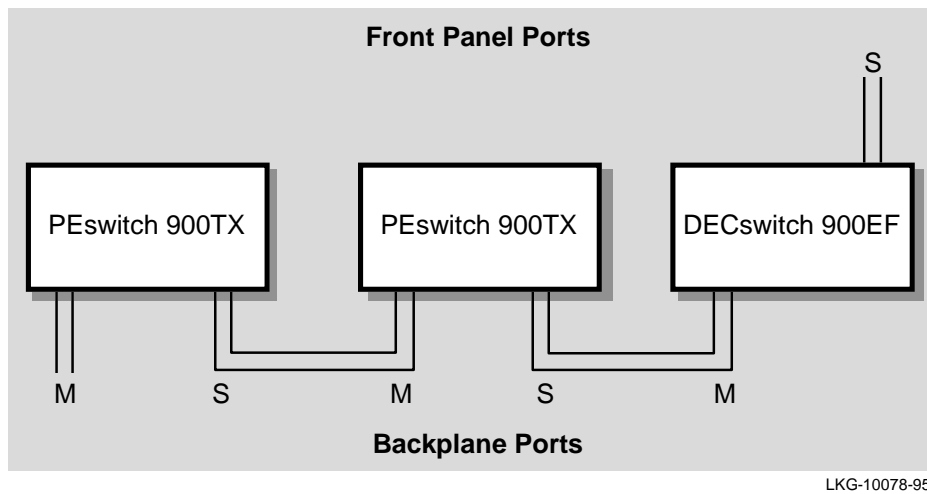 Front Panel Ports
S
PEswitch 900TX PEswitch 900TX DECswitch 900EF
M S M S M
Backplane Ports
LKG-10078-95